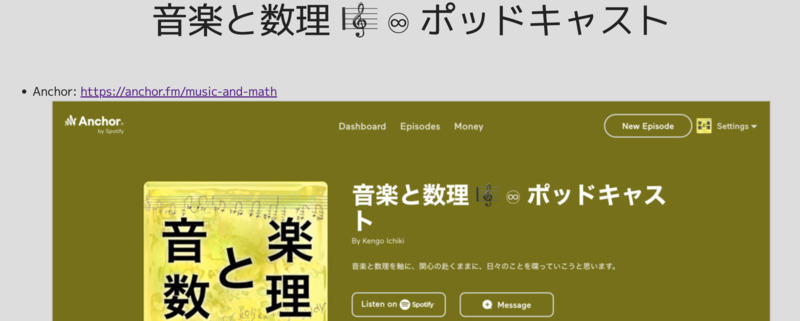 音楽と数理 🎼 ♾ ポッドキャスト
• Anchor: https://anchor.fm/music-and-math
Anchor
by Spotify
Dashboard Episodes Money
New Episode
Settings
音楽と数理 🎼 ♾ ポッドキャス
ト
By Kengo Ichiki
音楽と数理を軸に、関心の赴くままに、日々のことを喋っていこうと思います。
Listen on Spotify
Message
音楽
と
数理